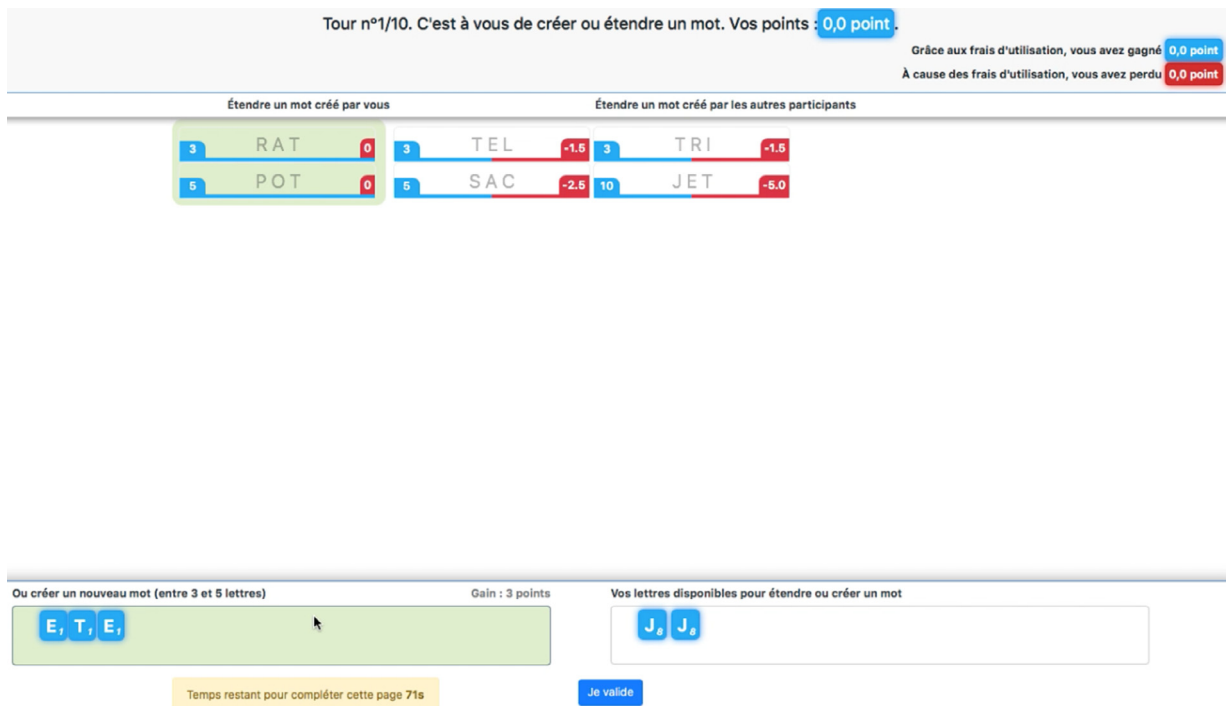 Tour n°1/10. C'est à vous de créer ou étendre un mot. Vos points : 0,0 point.
Grâce aux frais d'utilisation, vous avez gagné 0,0 point
À cause des frais d'utilisation, vous avez perdu 0,0 point
Étendre un mot créé par vous Étendre un mot créé par les autres participants
3 RAT 0 3 TEL -1.5 3 TRI -1.5
5 POT 0 5 SAC -2.5 10 JET -5.0
Ou créer un nouveau mot (entre 3 et 5 lettres) Gain : 3 points Vos lettres disponibles pour étendre ou créer un mot
E1 T1 E1 J8 J8
Temps restant pour compléter cette page 71s Je valide